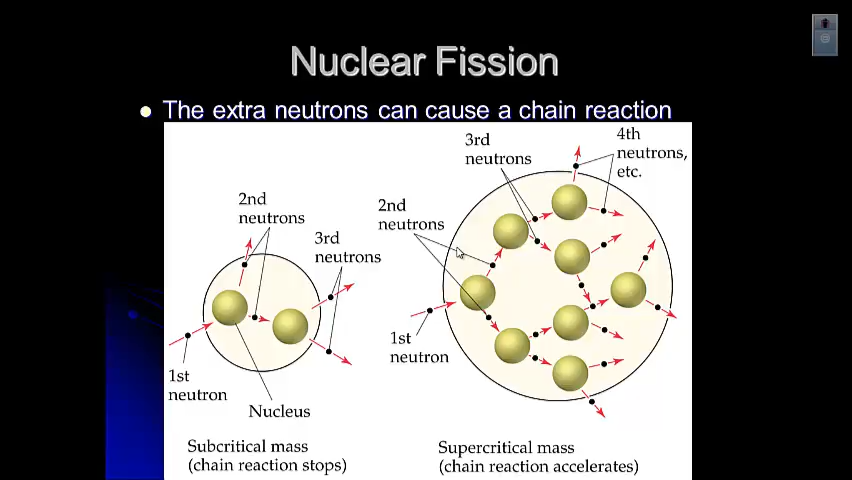 Nuclear Fission
The extra neutrons can cause a chain reaction
2nd
neutrons
3rd
neutrons
1st
neutron
Nucleus
Subcritical mass
(chain reaction stops)
3rd
neutrons
4th
neutrons,
etc.
2nd
neutrons
1st
neutron
Supercritical mass
(chain reaction accelerates)